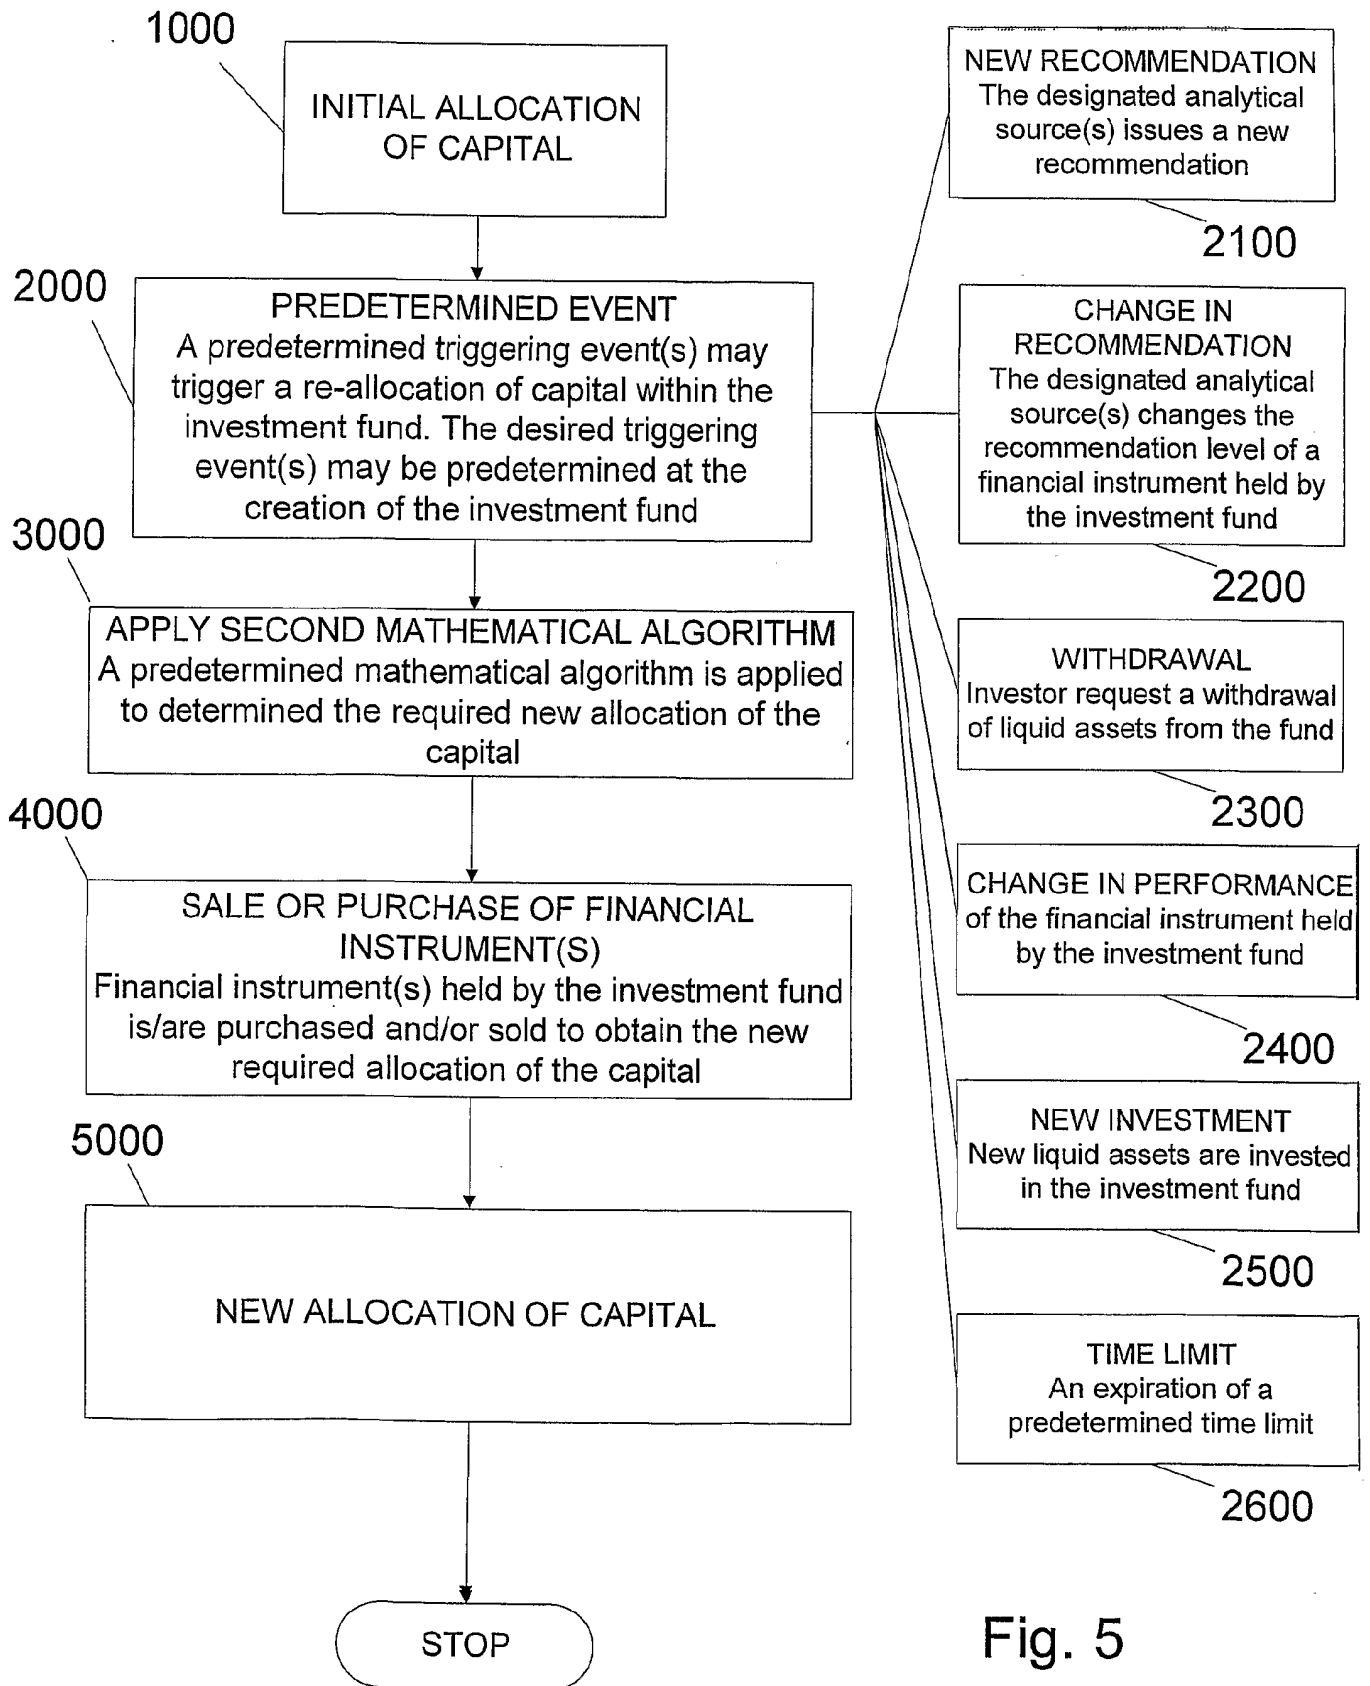 1000
INITIAL ALLOCATION
OF CAPITAL
2000
PREDETERMINED EVENT
A predetermined triggering event(s) may
trigger a re-allocation of capital within the
investment fund. The desired triggering
event(s) may be predetermined at the
creation of the investment fund
3000
APPLY SECOND MATHEMATICAL ALGORITHM
A predetermined mathematical algorithm is applied
to determined the required new allocation of the
capital
4000
SALE OR PURCHASE OF FINANCIAL
INSTRUMENT(S)
Financial instrument(s) held by the investment fund
is/are purchased and/or sold to obtain the new
required allocation of the capital
5000
NEW ALLOCATION OF CAPITAL
STOP
NEW RECOMMENDATION
The designated analytical
source(s) issues a new
recommendation
2100
CHANGE IN
RECOMMENDATION
The designated analytical
source(s) changes the
recommendation level of a
financial instrument held by
the investment fund
2200
WITHDRAWAL
Investor request a withdrawal
of liquid assets from the fund
2300
CHANGE IN PERFORMANCE
of the financial instrument held
by the investment fund
2400
NEW INVESTMENT
New liquid assets are invested
in the investment fund
2500
TIME LIMIT
An expiration of a
predetermined time limit
2600
Fig. 5